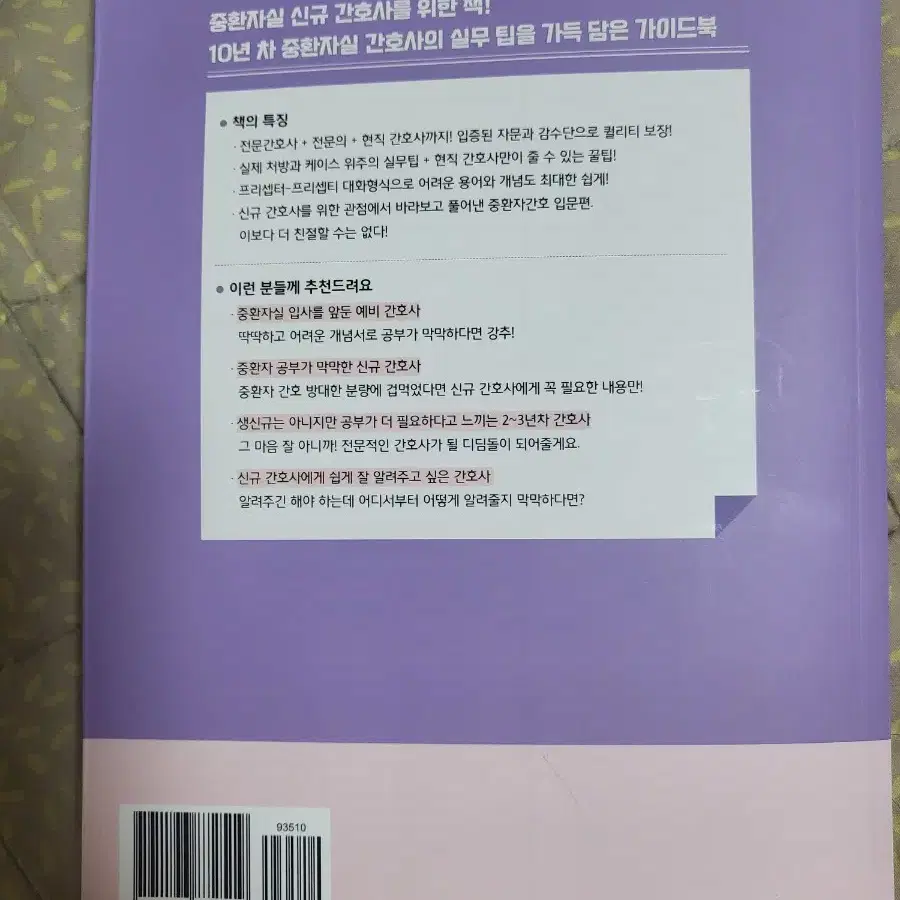 중환자실 신규 간호사를 위한 책!
10년 차 중환자실 간호사의 실무 팁을 가득 담은 가이드북
● 책의 특징
· 전문간호사 + 전문의 + 현직 간호사까지! 입증된 자문과 감수단으로 퀄리티 보장!
· 실제 처방과 케이스 위주의 실무팁 + 현직 간호사만이 줄 수 있는 꿀팁!
· 프리셉터-프리셉티 대화형식으로 어려운 용어와 개념도 최대한 쉽게!
· 신규 간호사를 위한 관점에서 바라보고 풀어낸 중환자간호 입문편.
이보다 더 친절할 수는 없다!
● 이런 분들께 추천드려요
· 중환자실 입사를 앞둔 예비 간호사
딱딱하고 어려운 개념서로 공부가 막막하다면 강추!
· 중환자 공부가 막막한 신규 간호사
중환자 간호 방대한 분량에 겁먹었다면 신규 간호사에게 꼭 필요한 내용만!
· 생신규는 아니지만 공부가 더 필요하다고 느끼는 2~3년차 간호사
그 마음 잘 아니까! 전문적인 간호사가 될 디딤돌이 되어줄게요.
· 신규 간호사에게 쉽게 잘 알려주고 싶은 간호사
알려주긴 해야 하는데 어디서부터 어떻게 알려줄지 막막하다면?
93510